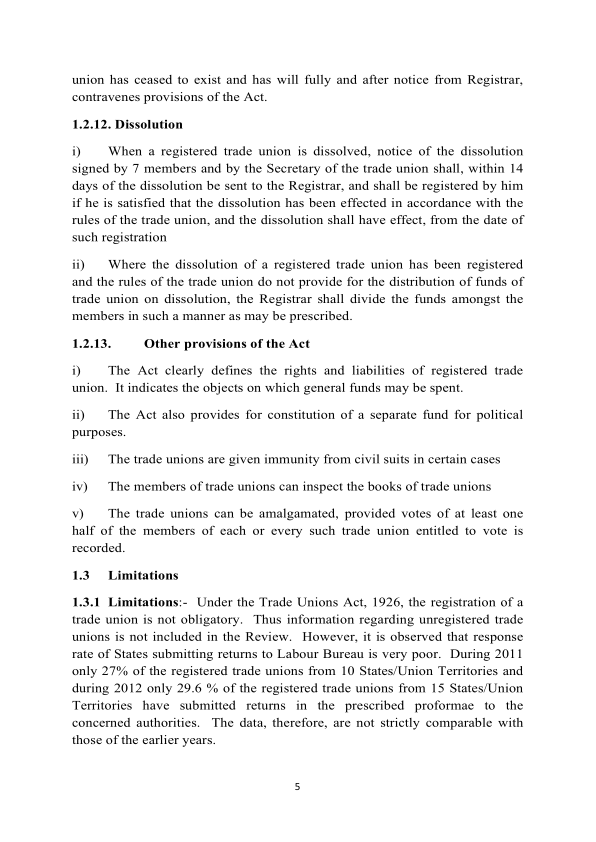 union has ceased to exist and has will fully and after notice from Registrar,
contravenes provisions of the Act.
1.2.12. Dissolution
i) When a registered trade union is dissolved, notice of the dissolution
signed by 7 members and by the Secretary of the trade union shall, within 14
days of the dissolution be sent to the Registrar, and shall be registered by him
if he is satisfied that the dissolution has been effected in accordance with the
rules of the trade union, and the dissolution shall have effect, from the date of
such registration
ii) Where the dissolution of a registered trade union has been registered
and the rules of the trade union do not provide for the distribution of funds of
trade union on dissolution, the Registrar shall divide the funds amongst the
members in such a manner as may be prescribed.
1.2.13. Other provisions of the Act
i) The Act clearly defines the rights and liabilities of registered trade
union. It indicates the objects on which general funds may be spent.
ii) The Act also provides for constitution of a separate fund for political
purposes.
iii) The trade unions are given immunity from civil suits in certain cases
iv) The members of trade unions can inspect the books of trade unions
v) The trade unions can be amalgamated, provided votes of at least one
half of the members of each or every such trade union entitled to vote is
recorded.
1.3 Limitations
1.3.1 Limitations:- Under the Trade Unions Act, 1926, the registration of a
trade union is not obligatory. Thus information regarding unregistered trade
unions is not included in the Review. However, it is observed that response
rate of States submitting returns to Labour Bureau is very poor. During 2011
only 27% of the registered trade unions from 10 States/Union Territories and
during 2012 only 29.6 % of the registered trade unions from 15 States/Union
Territories have submitted returns in the prescribed proformae to the
concerned authorities. The data, therefore, are not strictly comparable with
those of the earlier years.
5